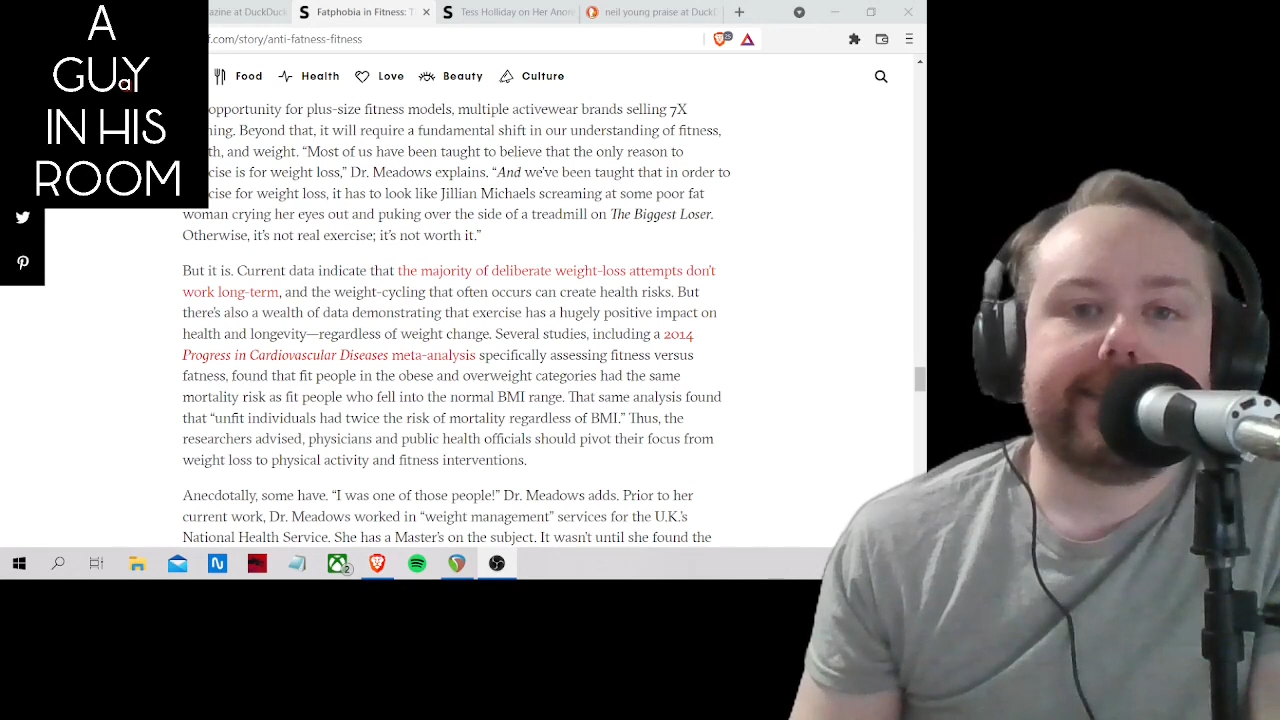 A
GUY
a
IN HIS
ROOM
azine at DuckDuck
Fatphobia in Fitness: T
Tess Holliday on Her Anor
neil young praise at DuckD
f.com/story/anti-fatness-fitness
Food
Health
Love
Beauty
Culture
opportunity for plus-size fitness models, multiple activewear brands selling 7X
ning. Beyond that, it will require a fundamental shift in our understanding of fitness,
th, and weight. “Most of us have been taught to believe that the only reason to
cise is for weight loss,” Dr. Meadows explains. “And we’ve been taught that in order to
cise for weight loss, it has to look like Jillian Michaels screaming at some poor fat
woman crying her eyes out and puking over the side of a treadmill on The Biggest Loser.
Otherwise, it’s not real exercise; it’s not worth it.”
But it is. Current data indicate that the majority of deliberate weight-loss attempts don’t
work long-term, and the weight-cycling that often occurs can create health risks. But
there’s also a wealth of data demonstrating that exercise has a hugely positive impact on
health and longevity—regardless of weight change. Several studies, including a 2014
Progress in Cardiovascular Diseases meta-analysis specifically assessing fitness versus
fatness, found that fit people in the obese and overweight categories had the same
mortality risk as fit people who fell into the normal BMI range. That same analysis found
that “unfit individuals had twice the risk of mortality regardless of BMI.” Thus, the
researchers advised, physicians and public health officials should pivot their focus from
weight loss to physical activity and fitness interventions.
Anecdotally, some have. “I was one of those people!” Dr. Meadows adds. Prior to her
current work, Dr. Meadows worked in “weight management” services for the U.K.’s
National Health Service. She has a Master’s on the subject. It wasn’t until she found the